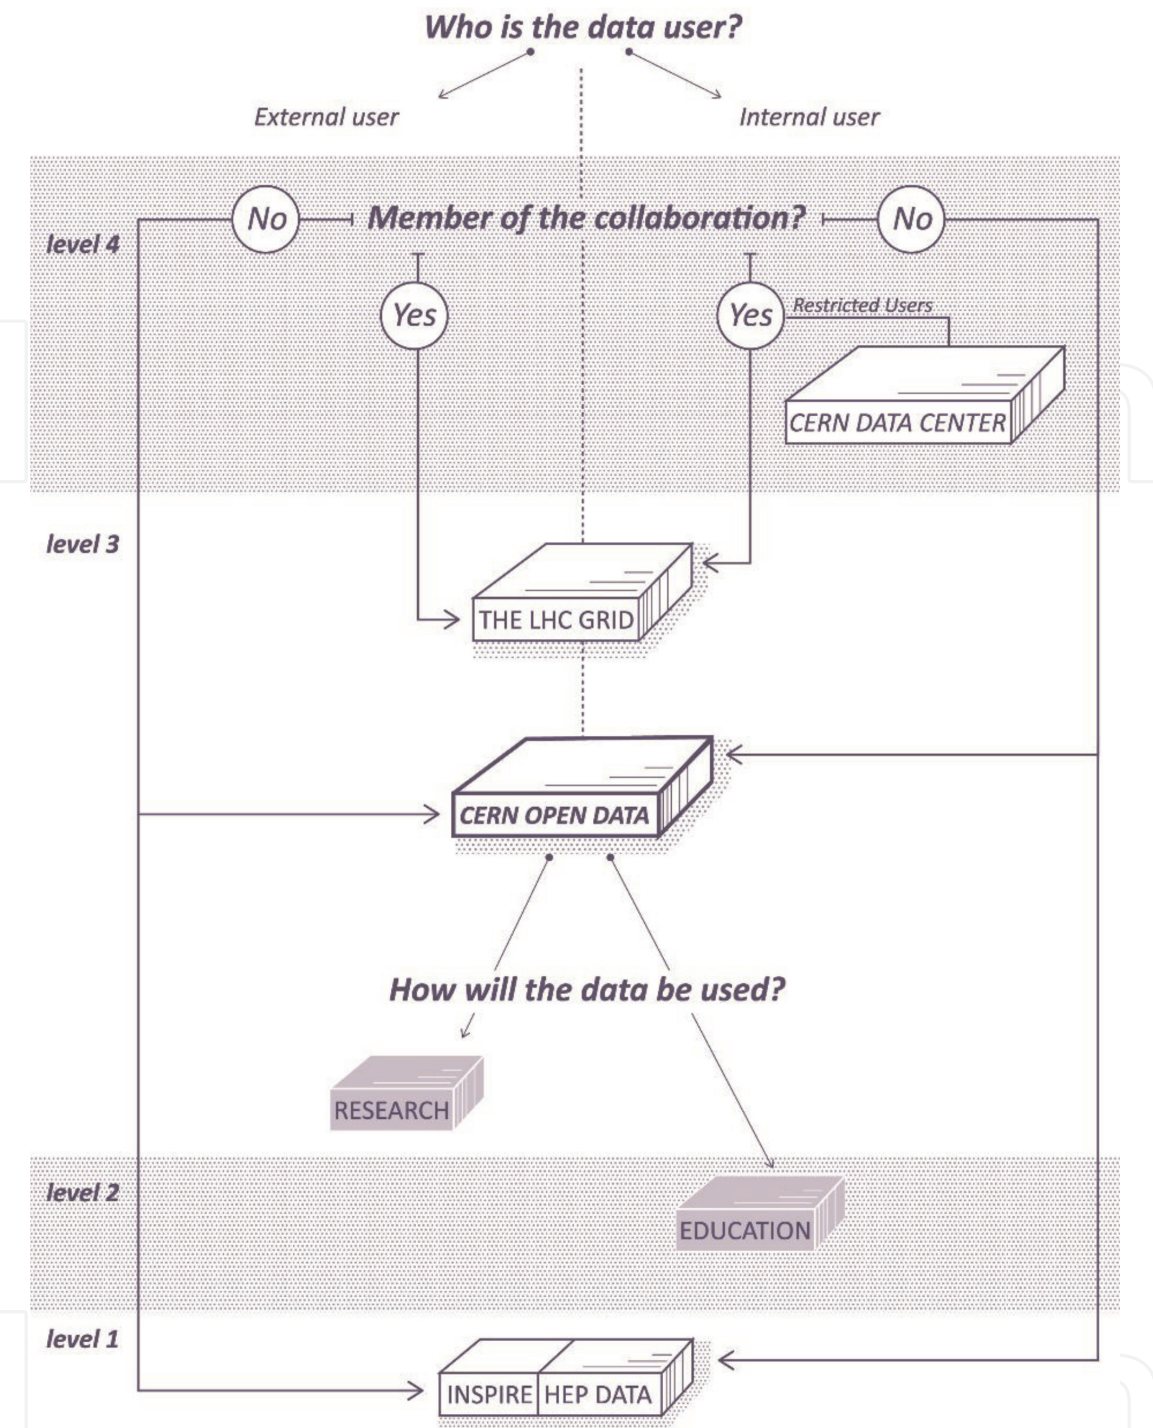 Who is the data user?
External user
Internal user
No
Member of the collaboration?
No
level 4
Yes
Yes
Restricted Users
CERN DATA CENTER
level 3
THE LHC GRID
CERN OPEN DATA
How will the data be used?
RESEARCH
level 2
EDUCATION
level 1
INSPIRE
HEP DATA